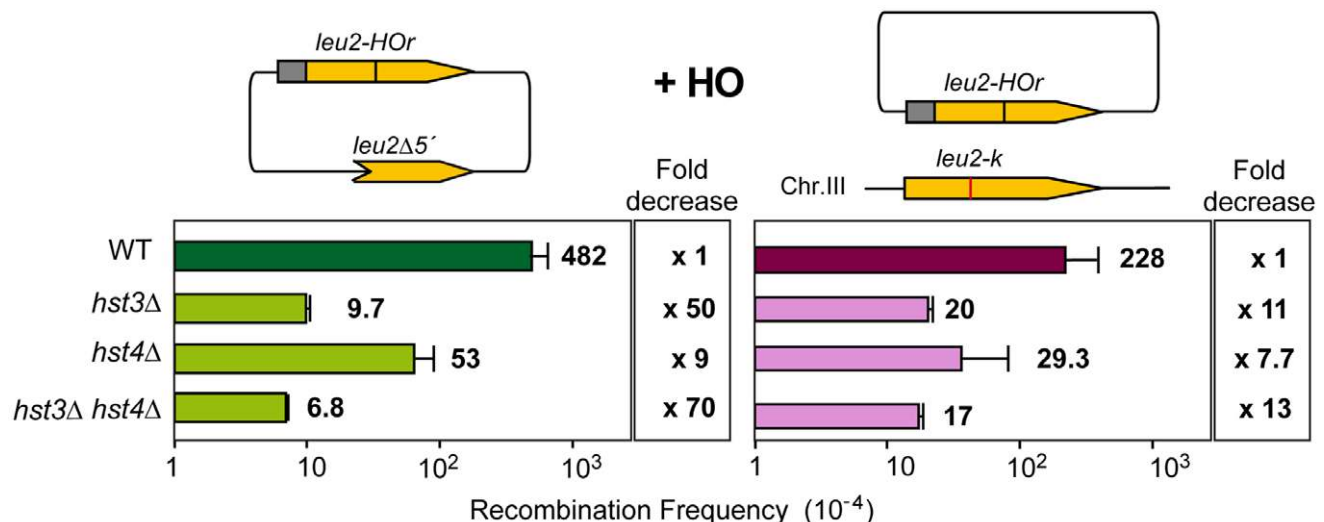 leu2-HOr
+ HO
leu2-HOr
leu2Δ5´
leu2-k
Chr.III
Fold
decrease
Fold
decrease
WT
482
x 1
228
x 1
hst3Δ
9.7
x 50
20
x 11
hst4Δ
53
x 9
29.3
x 7.7
hst3Δ hst4Δ
6.8
x 70
17
x 13
1 10 10² 10³
1 10 10² 10³
Recombination Frequency (10⁻⁴)